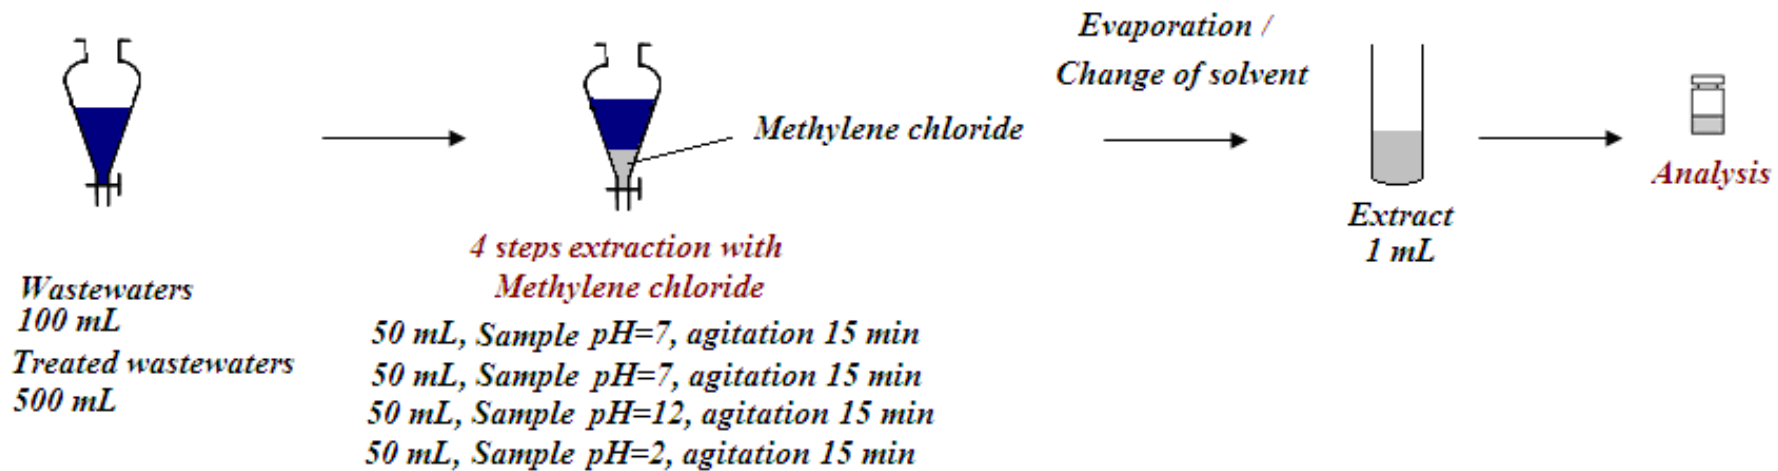 Wastewaters
100 mL
Treated wastewaters
500 mL
Methylene chloride
4 steps extraction with
Methylene chloride
50 mL, Sample pH=7, agitation 15 min
50 mL, Sample pH=7, agitation 15 min
50 mL, Sample pH=12, agitation 15 min
50 mL, Sample pH=2, agitation 15 min
Evaporation /
Change of solvent
Extract
1 mL
Analysis